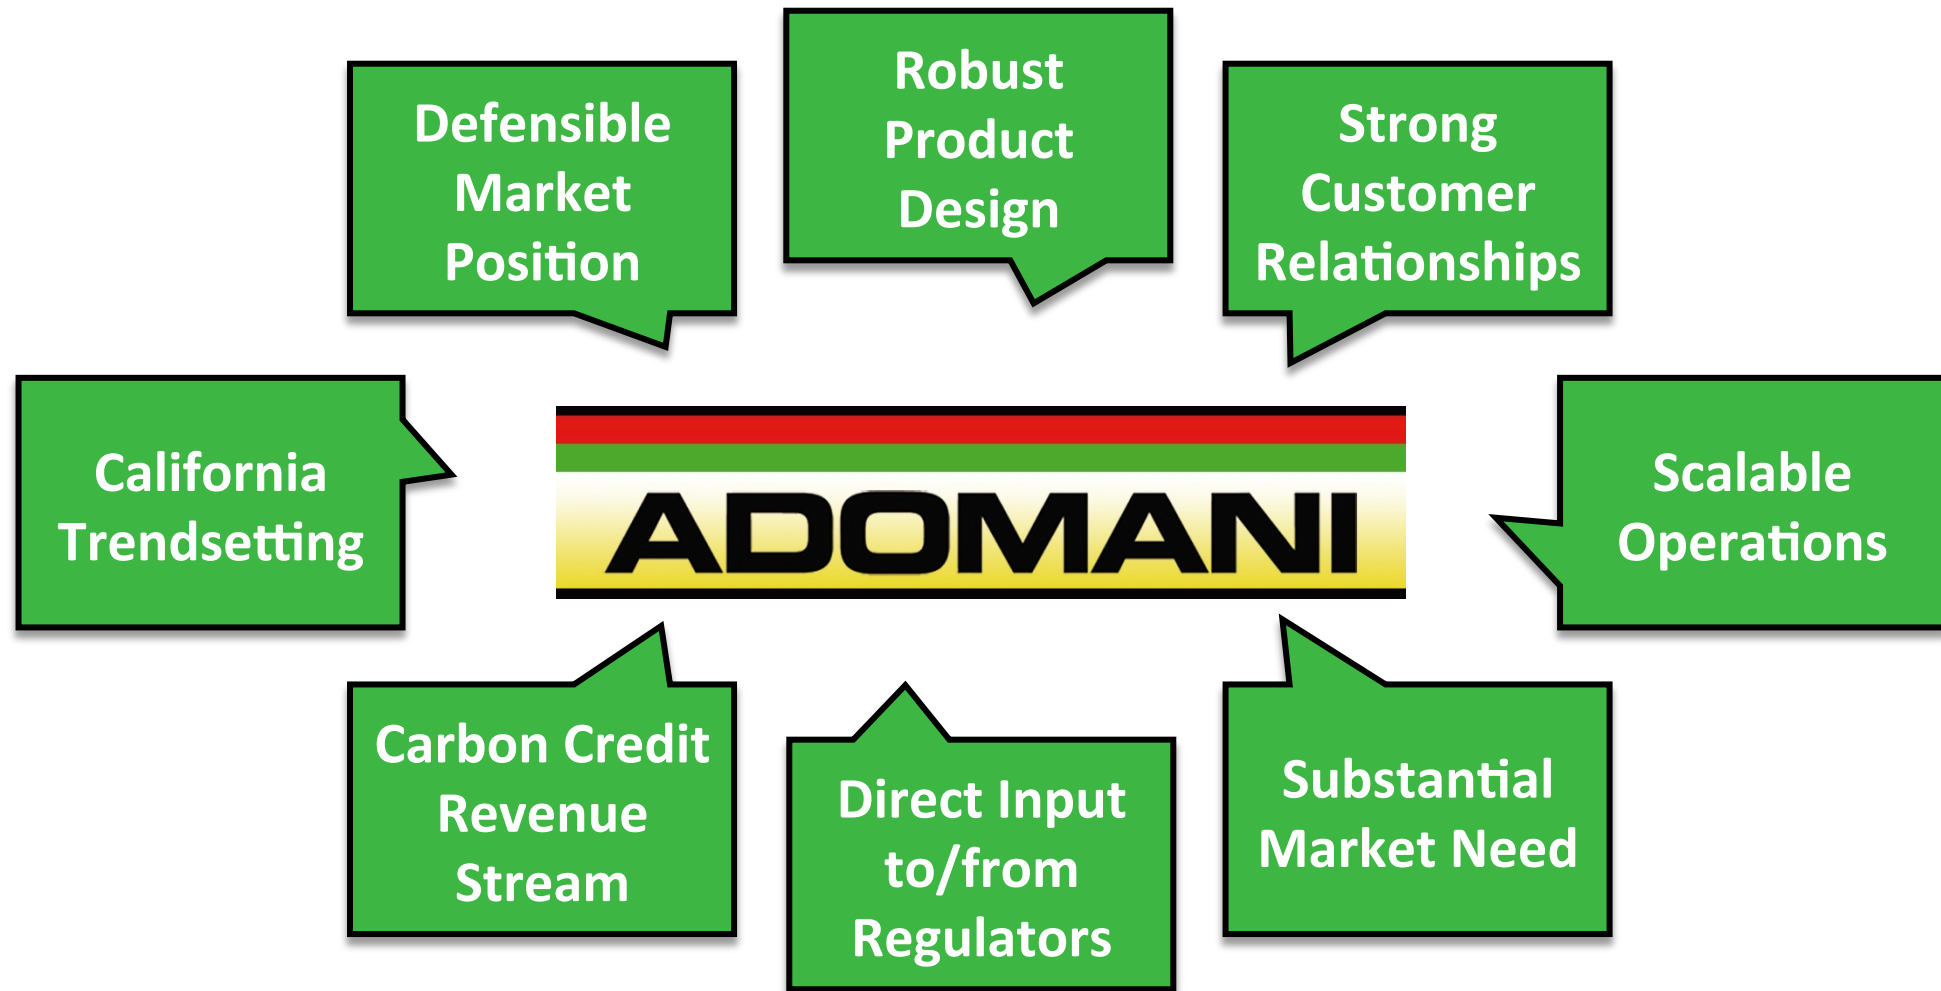 Robust
Product
Design
Defensible
Market
Position
Strong
Customer
Relationships
California
Trendsetting
ADOMANI
Scalable
Operations
Carbon Credit
Revenue
Stream
Direct Input
to/from
Regulators
Substantial
Market Need